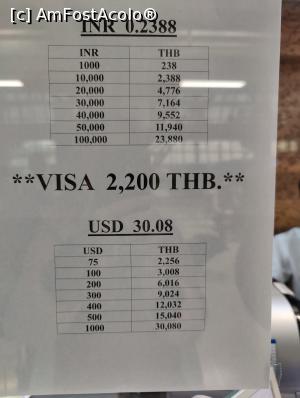 [c] AmFostAcolo®
INR 0.2388
INR THB
1000 238
10,000 2,388
20,000 4,776
30,000 7,164
40,000 9,552
50,000 11,940
100,000 23,880
**VISA 2,200 THB.**
USD 30.08
USD THB
75 2,256
100 3,008
200 6,016
300 9,024
400 12,032
500 15,040
1000 30,080